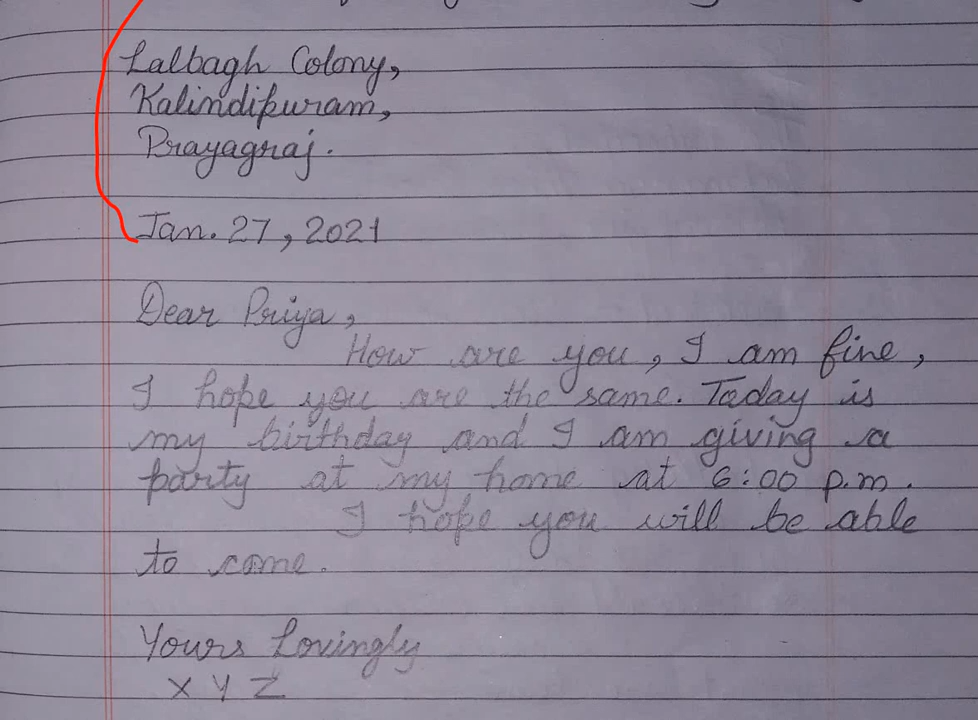 Lalbagh Colony,
Kalindipuram,
Prayagraj.
Jan. 27, 2021
Dear Priya,
How are you, I am fine,
I hope you are the same. Today is
my birthday and I am giving a
party at my home at 6:00 p.m.
I hope you will be able
to come.
Yours Lovingly
X Y Z